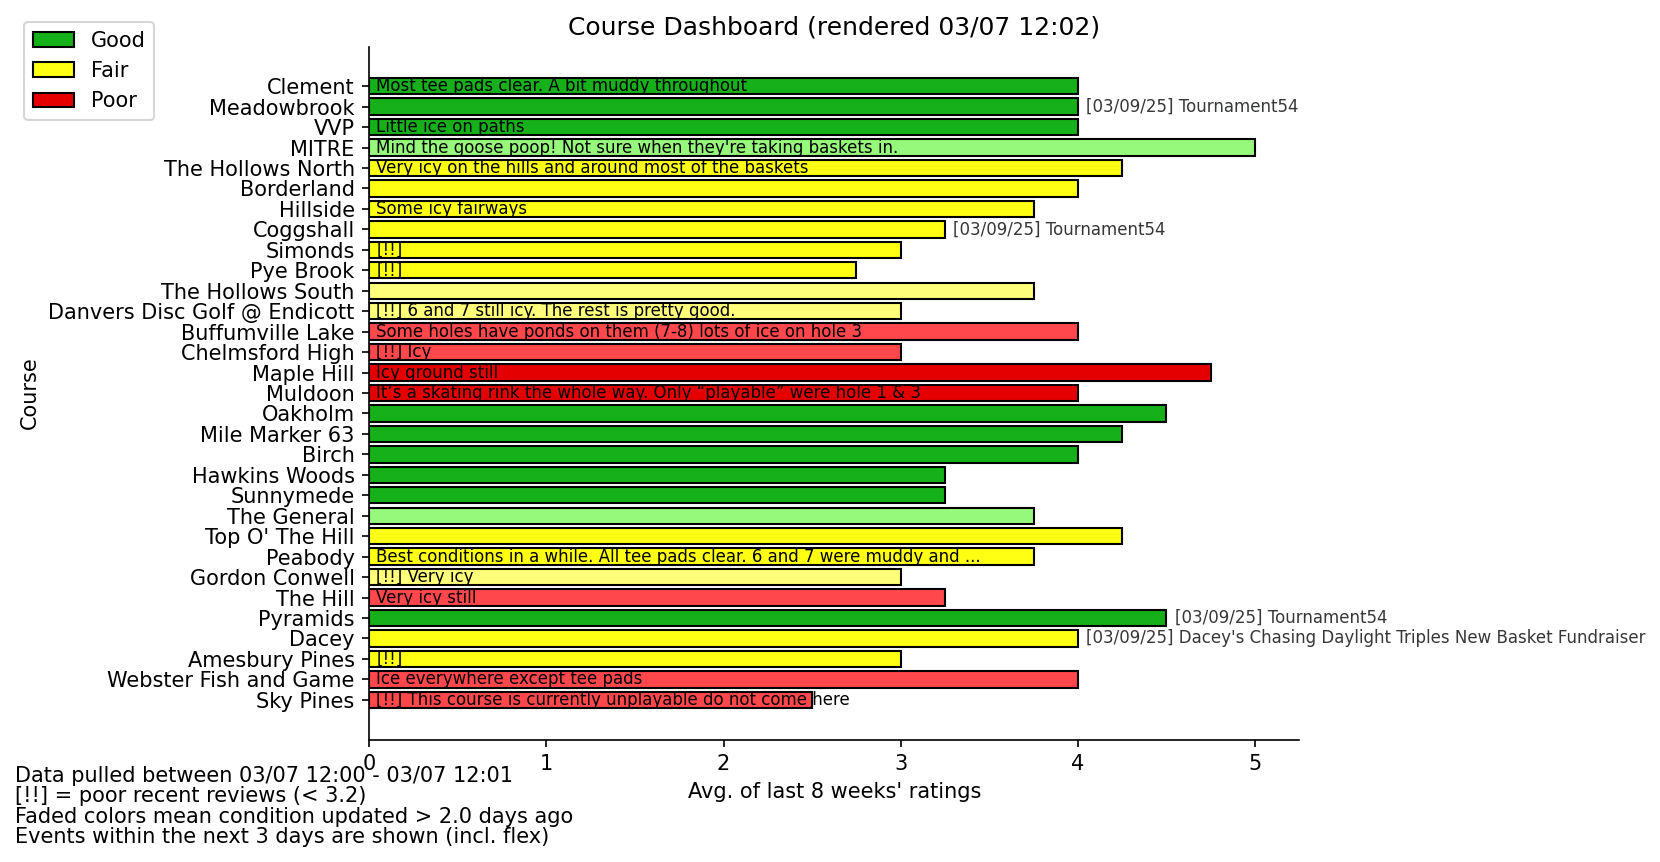 Course Dashboard (rendered 03/07 12:02)
Good
Fair
Poor
Course
Clement Most tee pads clear. A bit muddy throughout
Meadowbrook [03/09/25] Tournament54
VVP Little ice on paths
MITRE Mind the goose poop! Not sure when they're taking baskets in.
The Hollows North Very icy on the hills and around most of the baskets
Borderland
Hillside Some icy fairways
Coggshall [03/09/25] Tournament54
Simonds [!!]
Pye Brook [!!]
The Hollows South
Danvers Disc Golf @ Endicott [!!] 6 and 7 still icy. The rest is pretty good.
Buffumville Lake Some holes have ponds on them (7-8) lots of ice on hole 3
Chelmsford High [!!] Icy
Maple Hill Icy ground still
Muldoon It’s a skating rink the whole way. Only “playable” were hole 1 & 3
Oakholm
Mile Marker 63
Birch
Hawkins Woods
Sunnymede
The General
Top O' The Hill
Peabody Best conditions in a while. All tee pads clear. 6 and 7 were muddy and ...
Gordon Conwell [!!] Very icy
The Hill Very icy still
Pyramids [03/09/25] Tournament54
Dacey [03/09/25] Dacey's Chasing Daylight Triples New Basket Fundraiser
Amesbury Pines [!!]
Webster Fish and Game Ice everywhere except tee pads
Sky Pines [!!] This course is currently unplayable do not come here
0 1 2 3 4 5
Avg. of last 8 weeks' ratings
Data pulled between 03/07 12:00 - 03/07 12:01
[!!] = poor recent reviews (< 3.2)
Faded colors mean condition updated > 2.0 days ago
Events within the next 3 days are shown (incl. flex)